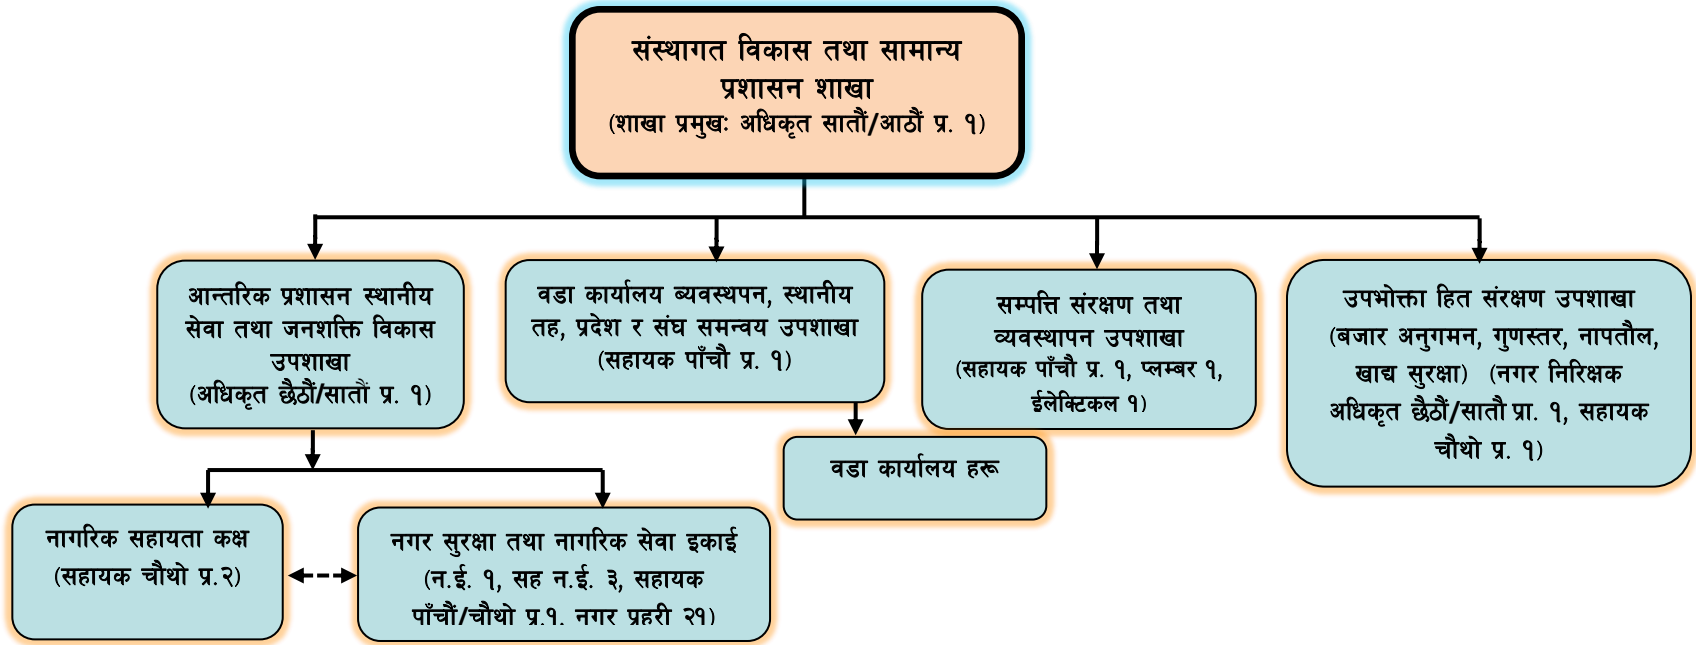 संस्थागत विकास तथा सामान्य
प्रशासन शाखा
(शाखा प्रमुखः अधिकृत सातौं/आठौं प्र. १)
आन्तरिक प्रशासन स्थानीय
सेवा तथा जनशक्ति विकास
उपशाखा
(अधिकृत छैठौं/सातौं प्र. १)
वडा कार्यालय ब्यवस्थपन, स्थानीय
तह, प्रदेश र संघ समन्वय उपशाखा
(सहायक पाँचौ प्र. १)
सम्पत्ति संरक्षण तथा
व्यवस्थापन उपशाखा
(सहायक पाँचौ प्र. १, प्लम्बर १,
ईलेक्टिकल १)
उपभोक्ता हित संरक्षण उपशाखा
(बजार अनुगमन, गुणस्तर, नापतौल,
खाद्य सुरक्षा) (नगर निरिक्षक
अधिकृत छैठौं/सातौ प्रा. १, सहायक
चौथो प्र. १)
वडा कार्यालय हरू
नागरिक सहायता कक्ष
(सहायक चौथो प्र.२)
नगर सुरक्षा तथा नागरिक सेवा इकाई
(न.ई. १, सह न.ई. ३, सहायक
पाँचौं/चौथो प्र.१, नगर प्रहरी २१)